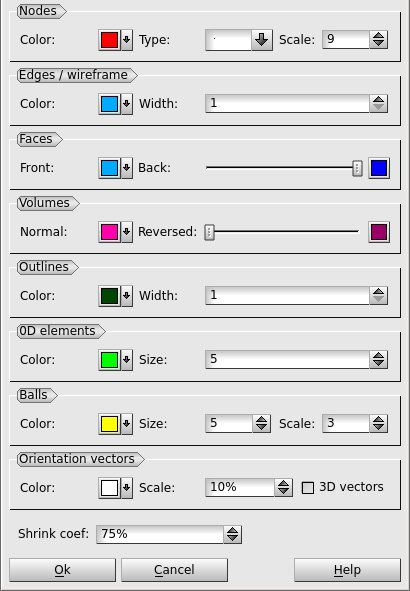 Nodes
Color: Type: Scale: 9
Edges / wireframe
Color: Width: 1
Faces
Front: Back:
Volumes
Normal: Reversed:
Outlines
Color: Width: 1
0D elements
Color: Size: 5
Balls
Color: Size: 5 Scale: 3
Orientation vectors
Color: Scale: 10% 3D vectors
Shrink coef: 75%
Ok Cancel Help